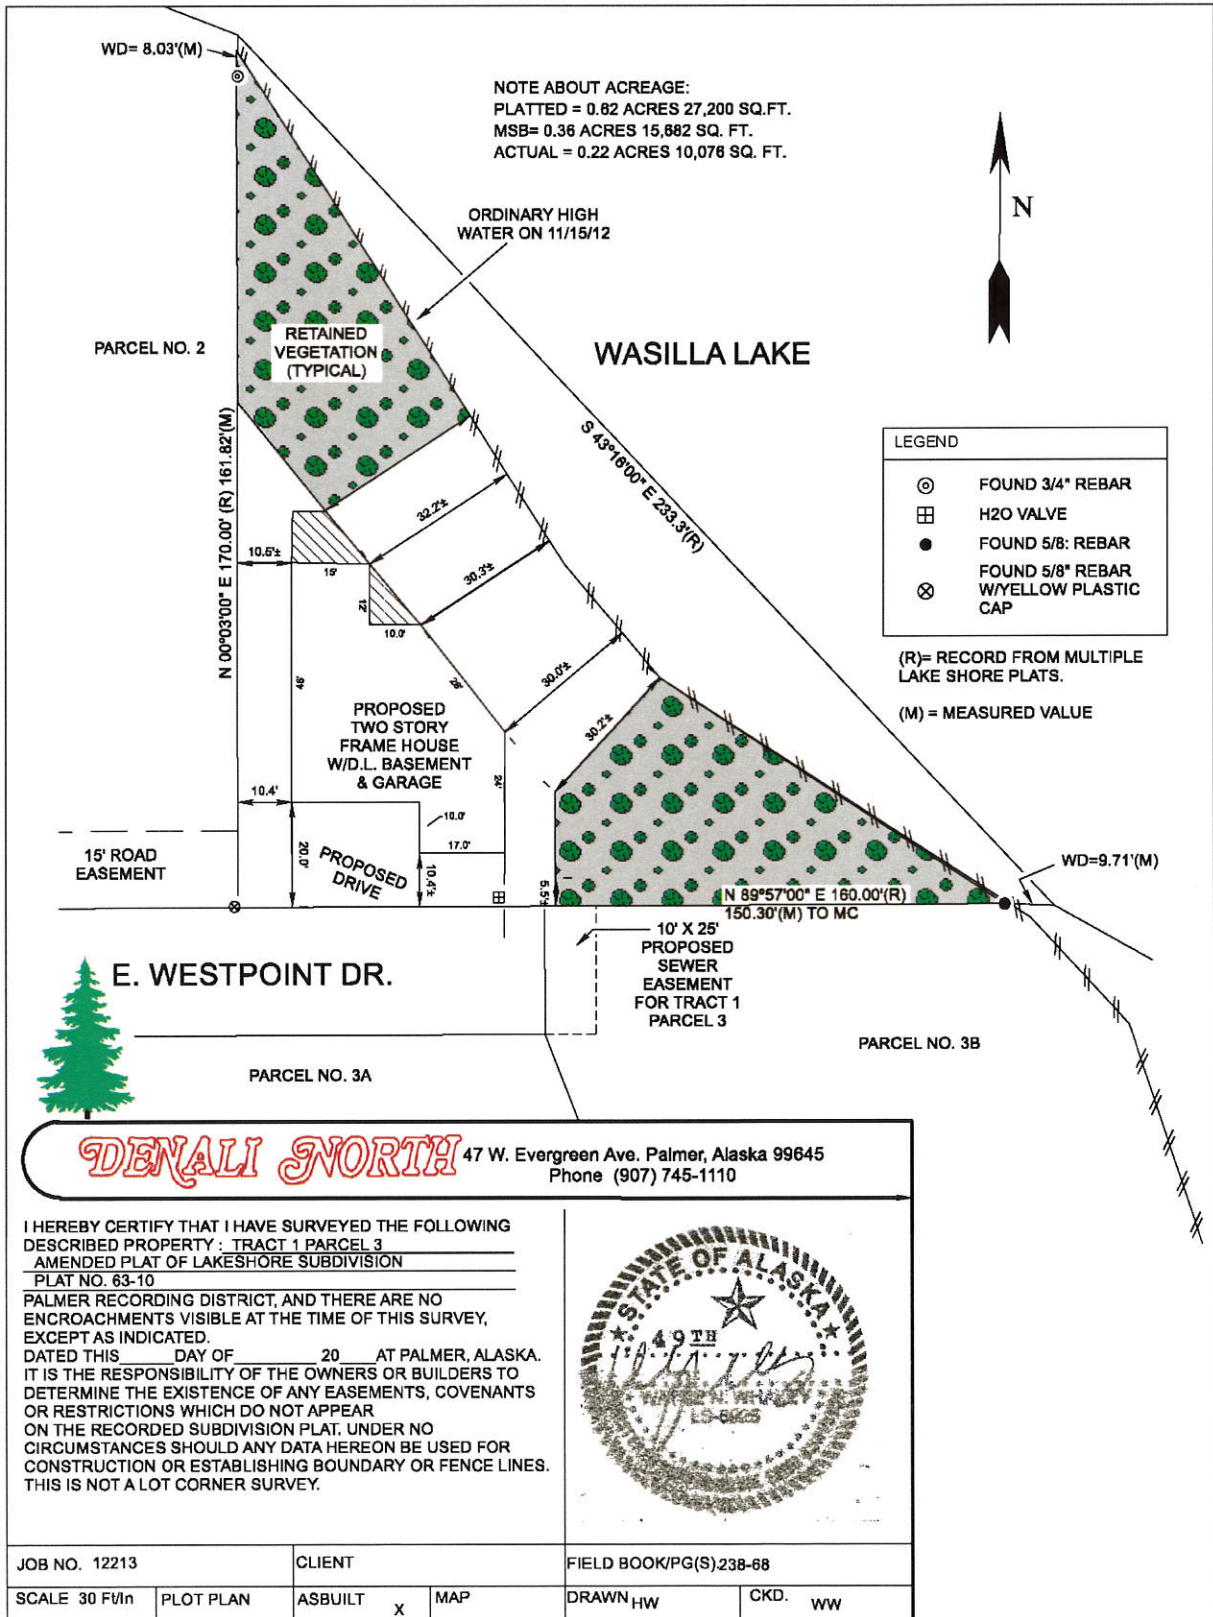 WD= 8.03'(M)
NOTE ABOUT ACREAGE:
PLATTED = 0.62 ACRES 27,200 SQ.FT.
MSB= 0.36 ACRES 15,682 SQ. FT.
ACTUAL = 0.22 ACRES 10,076 SQ. FT.
N
ORDINARY HIGH
WATER ON 11/15/12
PARCEL NO. 2
RETAINED
VEGETATION
(TYPICAL)
WASILLA LAKE
N 00°03'00" E 170.00' (R) 161.82'(M)
S 43°16'00" E 233.3'(R)
LEGEND
FOUND 3/4" REBAR
H2O VALVE
FOUND 5/8: REBAR
FOUND 5/8" REBAR
W/YELLOW PLASTIC
CAP
(R)= RECORD FROM MULTIPLE
LAKE SHORE PLATS.
(M) = MEASURED VALUE
32.2'±
10.5'±
15'
30.3'±
12'
10.0'
30.0'±
28'
46'
30.2'±
PROPOSED
TWO STORY
FRAME HOUSE
W/D.L. BASEMENT
& GARAGE
24'
10.4'
10.0'
17.0'
20.0'
PROPOSED
DRIVE
10.4'±
5.5'±
15' ROAD
EASEMENT
WD=9.71'(M)
N 89°57'00" E 160.00'(R)
150.30'(M) TO MC
10' X 25'
PROPOSED
SEWER
EASEMENT
FOR TRACT 1
PARCEL 3
E. WESTPOINT DR.
PARCEL NO. 3B
PARCEL NO. 3A
DENALI NORTH
47 W. Evergreen Ave. Palmer, Alaska 99645
Phone (907) 745-1110
I HEREBY CERTIFY THAT I HAVE SURVEYED THE FOLLOWING
DESCRIBED PROPERTY : TRACT 1 PARCEL 3
AMENDED PLAT OF LAKESHORE SUBDIVISION
PLAT NO. 63-10
PALMER RECORDING DISTRICT, AND THERE ARE NO
ENCROACHMENTS VISIBLE AT THE TIME OF THIS SURVEY,
EXCEPT AS INDICATED.
DATED THIS_____DAY OF________20___AT PALMER, ALASKA.
IT IS THE RESPONSIBILITY OF THE OWNERS OR BUILDERS TO
DETERMINE THE EXISTENCE OF ANY EASEMENTS, COVENANTS
OR RESTRICTIONS WHICH DO NOT APPEAR
ON THE RECORDED SUBDIVISION PLAT. UNDER NO
CIRCUMSTANCES SHOULD ANY DATA HEREON BE USED FOR
CONSTRUCTION OR ESTABLISHING BOUNDARY OR FENCE LINES.
THIS IS NOT A LOT CORNER SURVEY.
STATE OF ALASKA
49 TH
JOB NO. 12213
CLIENT
FIELD BOOK/PG(S).238-68
SCALE 30 Ft/In
PLOT PLAN
ASBUILT X
MAP
DRAWN HW
CKD. WW